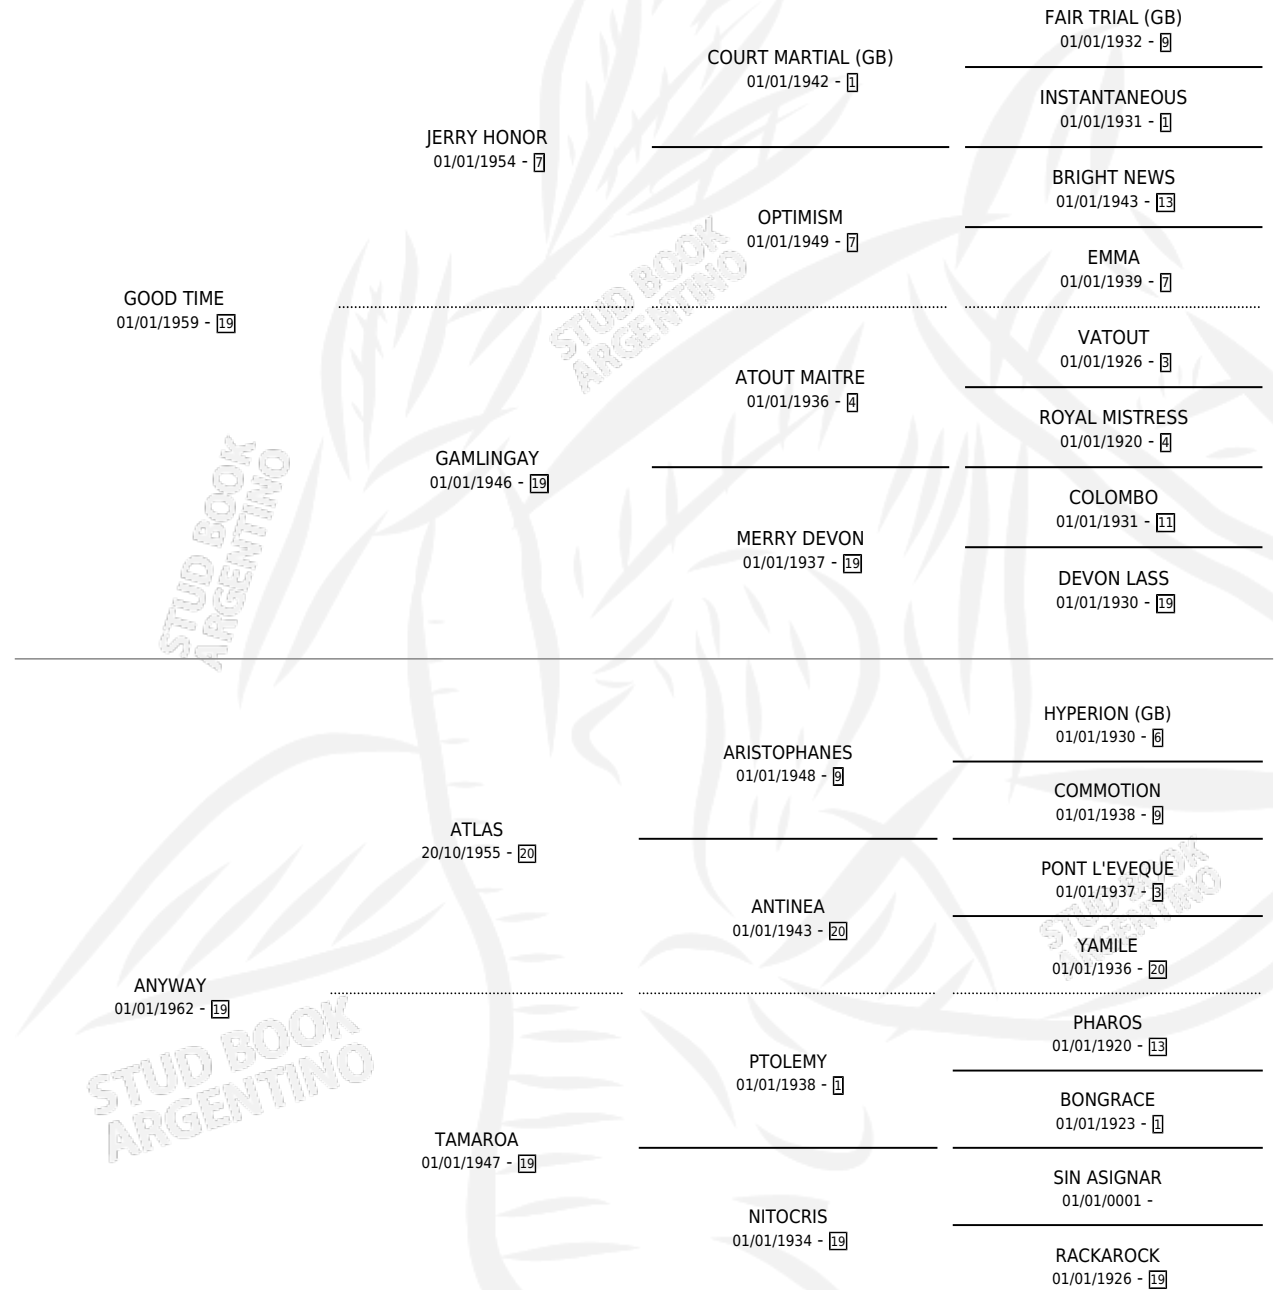 FAIR TRIAL (GB)
01/01/1932 - 9
COURT MARTIAL (GB)
01/01/1942 - 1
INSTANTANEOUS
01/01/1931 - 1
JERRY HONOR
01/01/1954 - 7
BRIGHT NEWS
01/01/1943 - 13
OPTIMISM
01/01/1949 - 7
EMMA
01/01/1939 - 7
GOOD TIME
01/01/1959 - 19
VATOUT
01/01/1926 - 3
ATOUT MAITRE
01/01/1936 - 4
ROYAL MISTRESS
01/01/1920 - 4
GAMLINGAY
01/01/1946 - 19
COLOMBO
01/01/1931 - 11
MERRY DEVON
01/01/1937 - 19
DEVON LASS
01/01/1930 - 19
STUD BOOK
ARGENTINO
STUD BOOK
ARGENTINO
HYPERION (GB)
01/01/1930 - 6
ARISTOPHANES
01/01/1948 - 9
COMMOTION
01/01/1938 - 9
ATLAS
20/10/1955 - 20
PONT L'EVEQUE
01/01/1937 - 3
ANTINEA
01/01/1943 - 20
YAMILE
01/01/1936 - 20
ANYWAY
01/01/1962 - 19
PHAROS
01/01/1920 - 13
PTOLEMY
01/01/1938 - 1
BONGRACE
01/01/1923 - 1
TAMAROA
01/01/1947 - 19
SIN ASIGNAR
01/01/0001 -
NITOCRIS
01/01/1934 - 19
RACKAROCK
01/01/1926 - 19
STUD BOOK
ARGENTINO
STUD BOOK
ARGENTINO